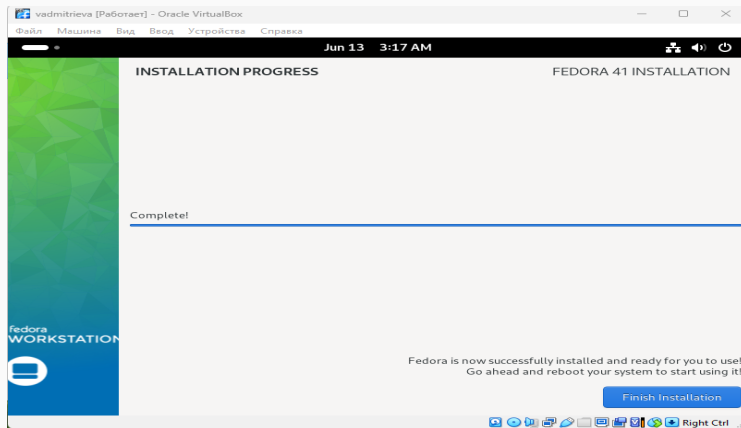 vadmitrieva [Работает] - Oracle VirtualBox
Файл Машина Вид Ввод Устройства Справка
Jun 13 3:17 AM
INSTALLATION PROGRESS
FEDORA 41 INSTALLATION
Complete!
fedora
WORKSTATION
Fedora is now successfully installed and ready for you to use!
Go ahead and reboot your system to start using it!
Finish Installation
Right Ctrl